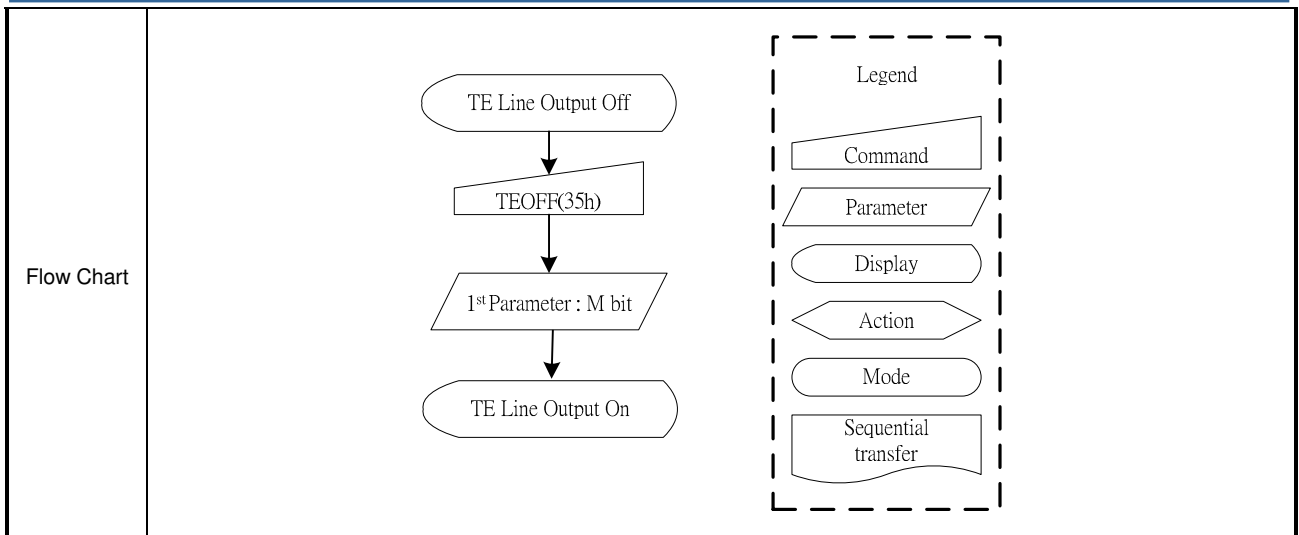 Flow Chart
TE Line Output Off
TEOFF(35h)
1st Parameter : M bit
TE Line Output On
Legend
Command
Parameter
Display
Action
Mode
Sequential
transfer